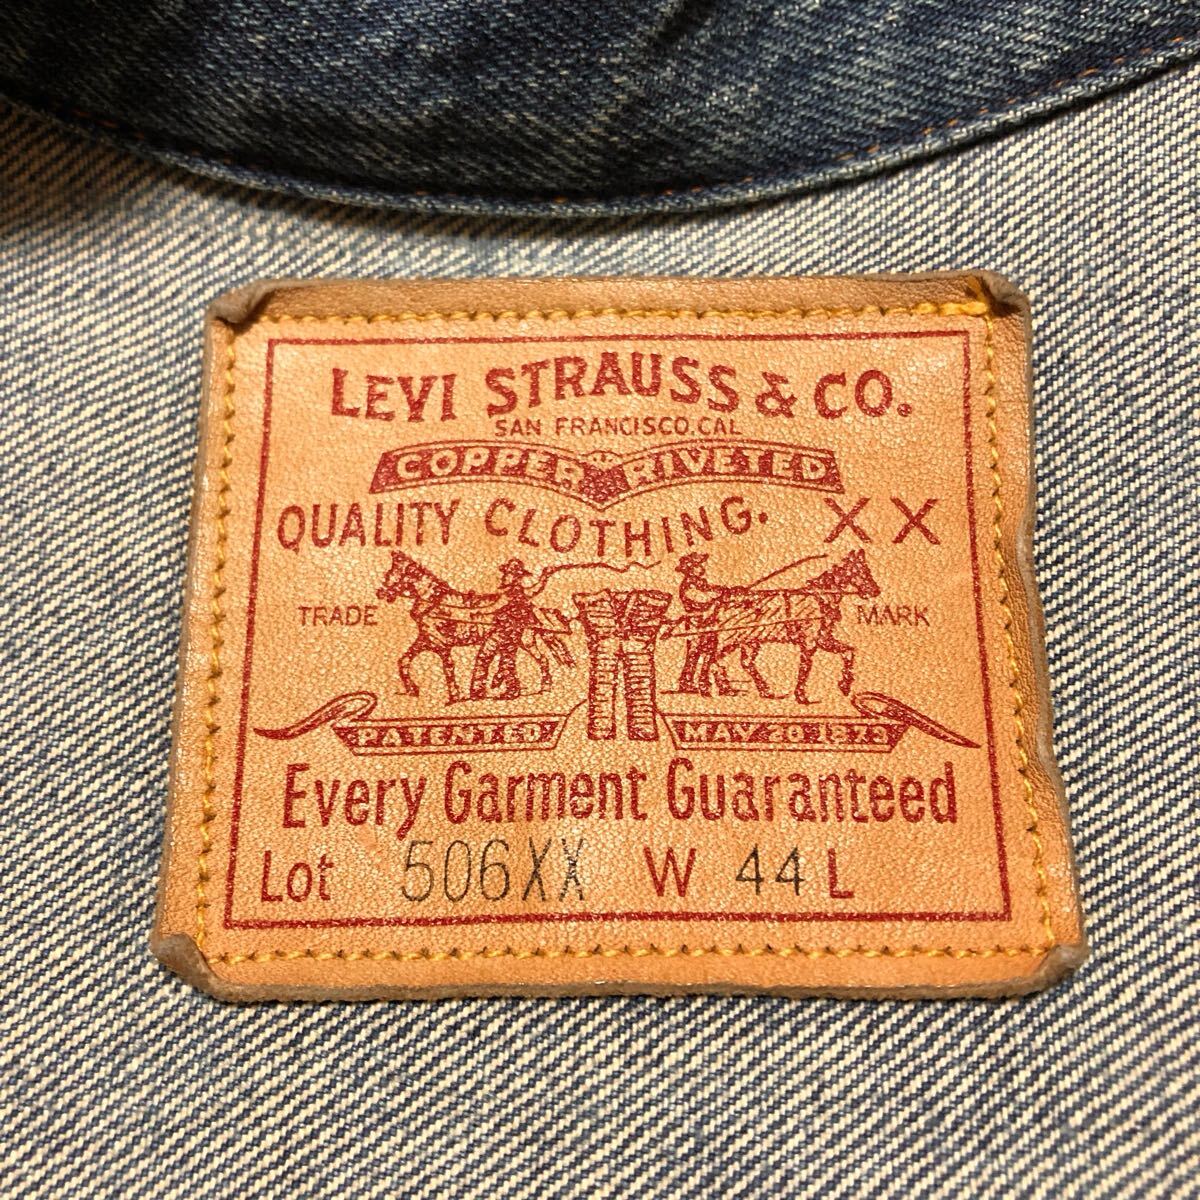 LEVI STRAUSS & CO.
SAN FRANCISCO, CAL
COPPER RIVETED
QUALITY CLOTHING. XX
TRADE MARK
PATENTED MAY 20 1873
Every Garment Guaranteed
Lot 506XX W 44 L